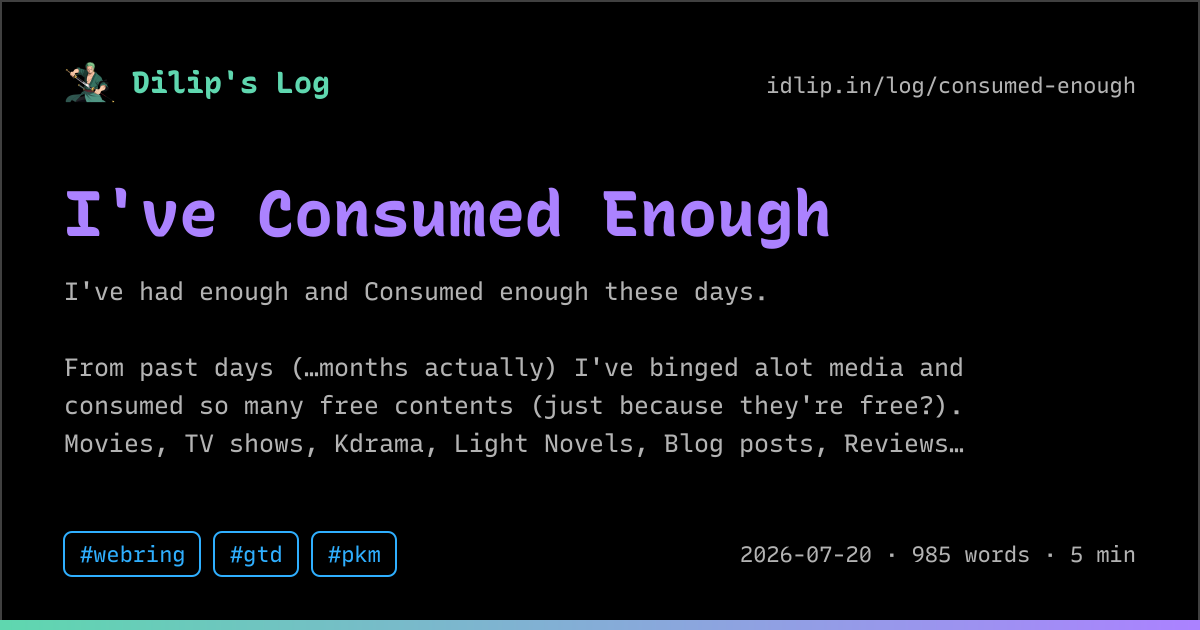 Dilip's Log
idlip.in/log/consumed-enough
I've Consumed Enough
I've had enough and Consumed enough these days.
From past days (…months actually) I've binged alot media and
consumed so many free contents (just because they're free?).
Movies, TV shows, Kdrama, Light Novels, Blog posts, Reviews…
#webring #gtd #pkm
2026-07-20 · 985 words · 5 min